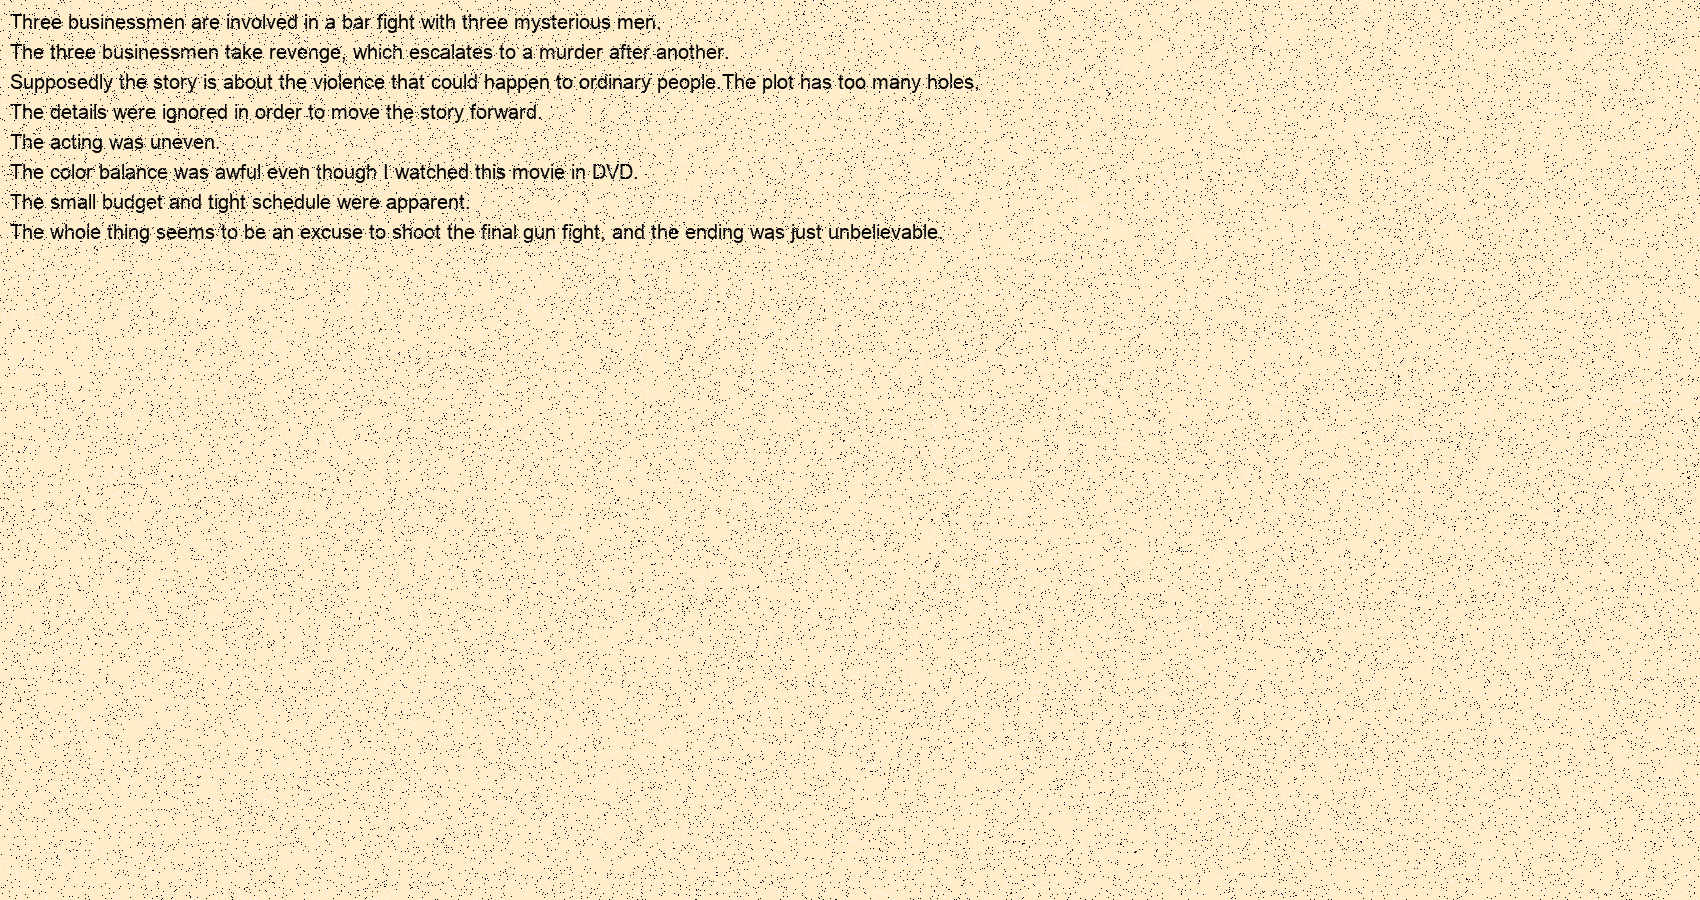 Three businessmen are involved in a bar fight with three mysterious men.
The three businessmen take revenge, which escalates to a murder after another.
Supposedly the story is about the violence that could happen to ordinary people.The plot has too many holes.
The details were ignored in order to move the story forward.
The acting was uneven.
The color balance was awful even though I watched this movie in DVD.
The small budget and tight schedule were apparent.
The whole thing seems to be an excuse to shoot the final gun fight, and the ending was just unbelievable.